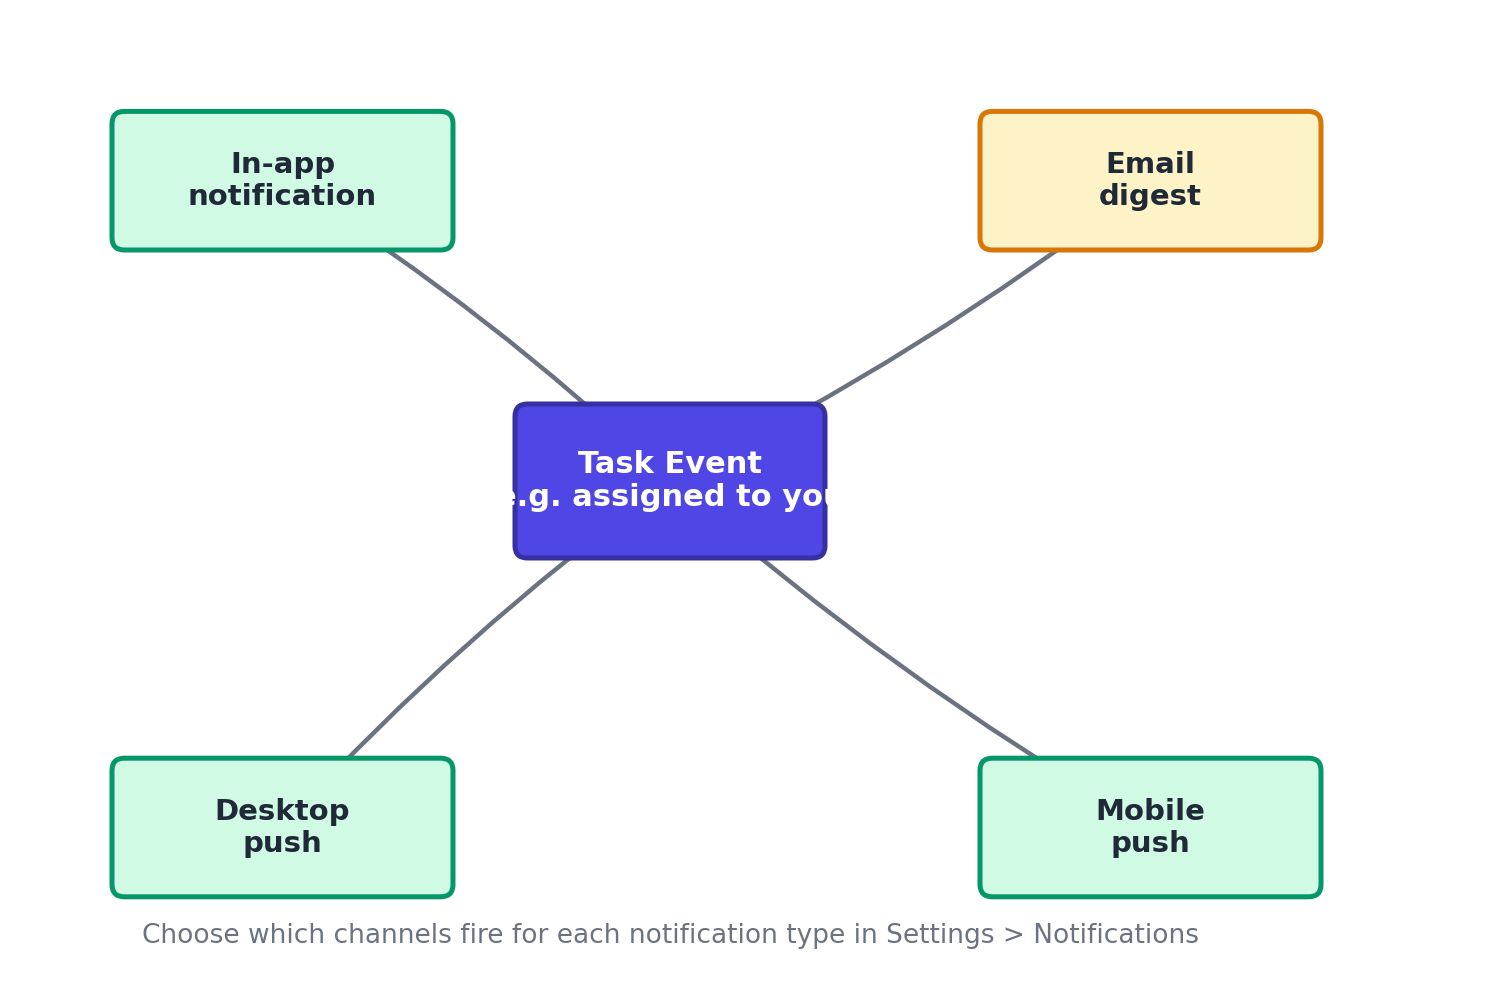 In-app
notification
Email
digest
Task Event
e.g. assigned to you
Desktop
push
Mobile
push
Choose which channels fire for each notification type in Settings > Notifications